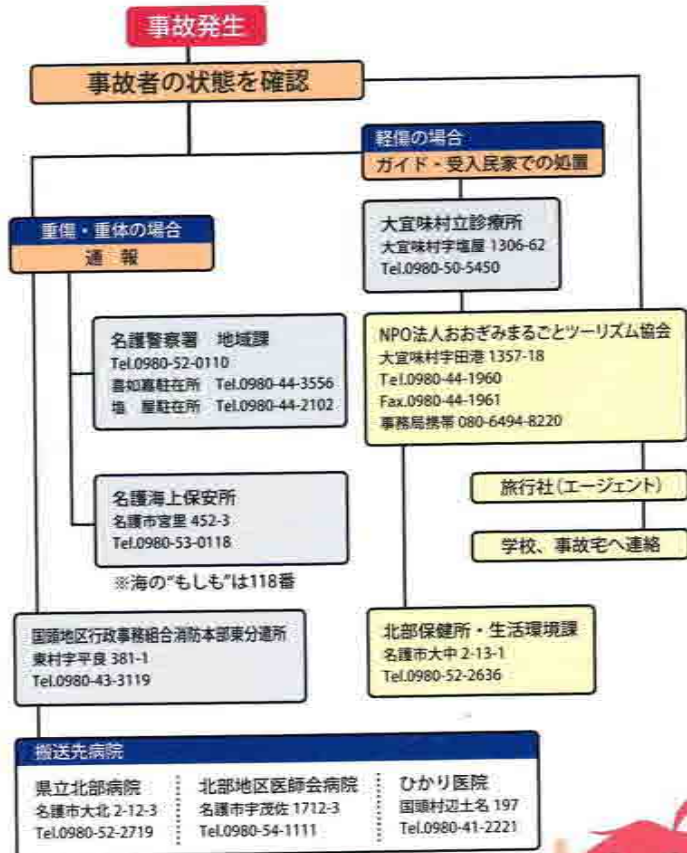 事故発生
事故者の状態を確認
軽傷の場合
ガイド・受入民家での処置
大宜味村立診療所
大宜味村字塩屋 1306-62
Tel.0980-50-5450
重傷・重体の場合
通 報
名護警察署 地域課
Tel.0980-52-0110
喜如嘉駐在所 Tel.0980-44-3556
塩 屋駐在所 Tel.0980-44-2102
NPO法人おおぎみまるごとツーリズム協会
大宜味村字田港 1357-18
Tel.0980-44-1960
Fax.0980-44-1961
事務局携帯 080-6494-8220
名護海上保安所
名護市宮里 452-3
Tel.0980-53-0118
※海の"もしも"は118番
旅行社(エージェント)
学校、事故宅へ連絡
国頭地区行政事務組合消防本部東分遣所
東村字平良 381-1
Tel.0980-43-3119
北部保健所・生活環境課
名護市大中 2-13-1
Tel.0980-52-2636
搬送先病院
県立北部病院
名護市大北 2-12-3
Tel.0980-52-2719
北部地区医師会病院
名護市宇茂佐 1712-3
Tel.0980-54-1111
ひかり医院
国頭村辺土名 197
Tel.0980-41-2221